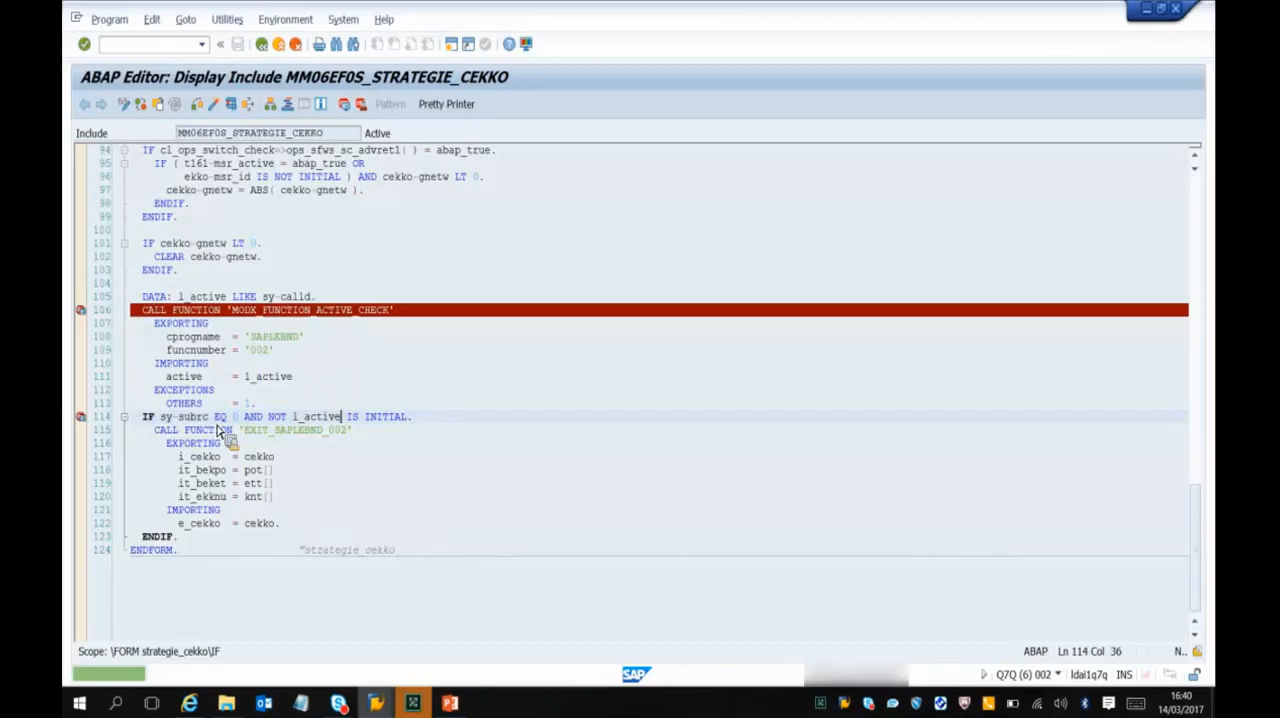 Program Edit Goto Utilities Environment System Help
ABAP Editor: Display Include MM06EF0S_STRATEGIE_CEKKO
Pattern Pretty Printer
Include MM06EF0S_STRATEGIE_CEKKO Active
94 IF cl_ops_switch_check=>ops_sfws_sc_advret1( ) = abap_true.
95 IF ( t161-msr_active = abap_true OR
96 ekko-msr_id IS NOT INITIAL ) AND cekko-gnetw LT 0.
97 cekko-gnetw = ABS( cekko-gnetw ).
98 ENDIF.
99 ENDIF.
100
101 IF cekko-gnetw LT 0.
102 CLEAR cekko-gnetw.
103 ENDIF.
104
105 DATA: l_active LIKE sy-calld.
106 CALL FUNCTION 'MODX_FUNCTION_ACTIVE_CHECK'
107 EXPORTING
108 cprogname = 'SAPLEBND'
109 funcnumber = '002'
110 IMPORTING
111 active = l_active
112 EXCEPTIONS
113 OTHERS = 1.
114 IF sy-subrc EQ 0 AND NOT l_active IS INITIAL.
115 CALL FUNCTION 'EXIT_SAPLEBND_002'
116 EXPORTING
117 i_cekko = cekko
118 it_bekpo = pot[]
119 it_beket = ett[]
120 it_ekknu = knt[]
121 IMPORTING
122 e_cekko = cekko.
123 ENDIF.
124 ENDFORM. "strategie_cekko
Scope: \FORM strategie_cekko\IF ABAP Ln 114 Col 36 N..
SAP Q7Q (6) 002 ldai1q7q INS
16:40
14/03/2017